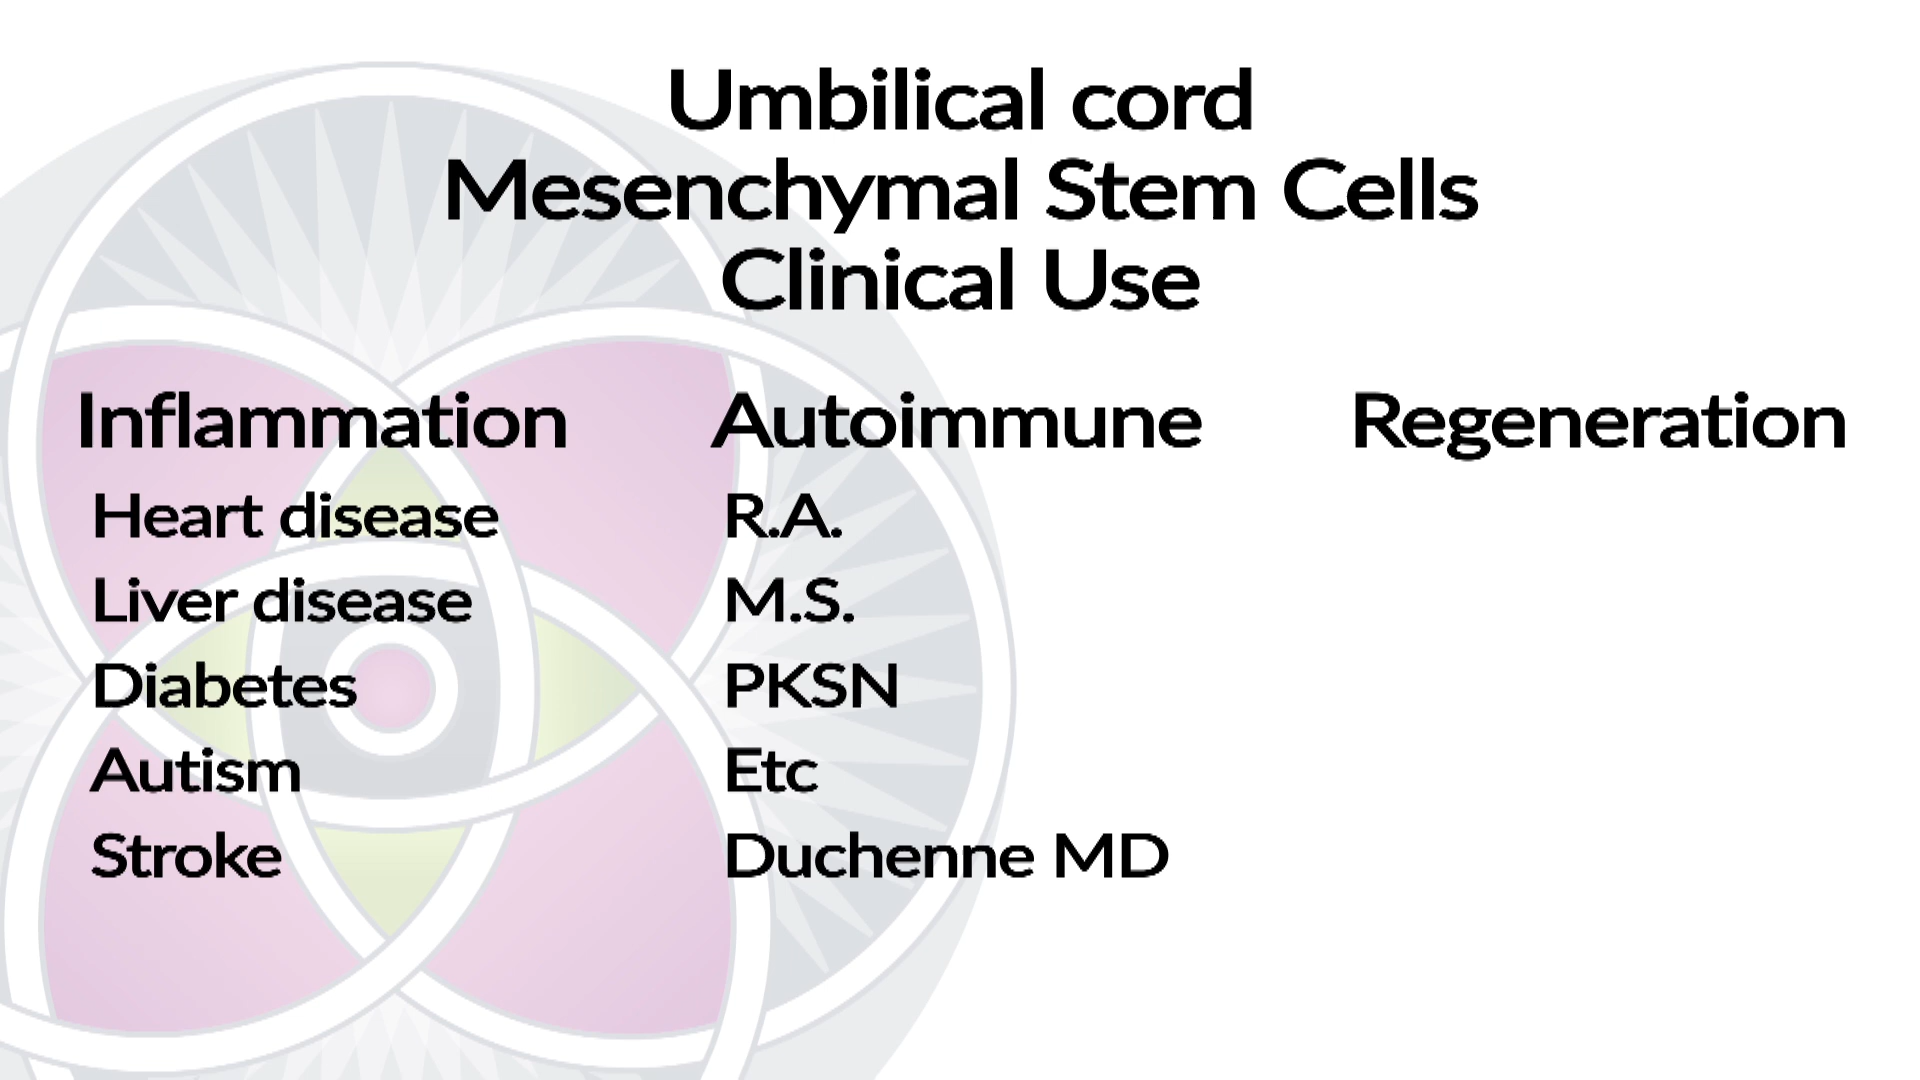 Umbilical cord
Mesenchymal Stem Cells
Clinical Use
Inflammation
Heart disease
Liver disease
Diabetes
Autism
Stroke
Autoimmune
R.A.
M.S.
PKSN
Etc
Duchenne MD
Regeneration